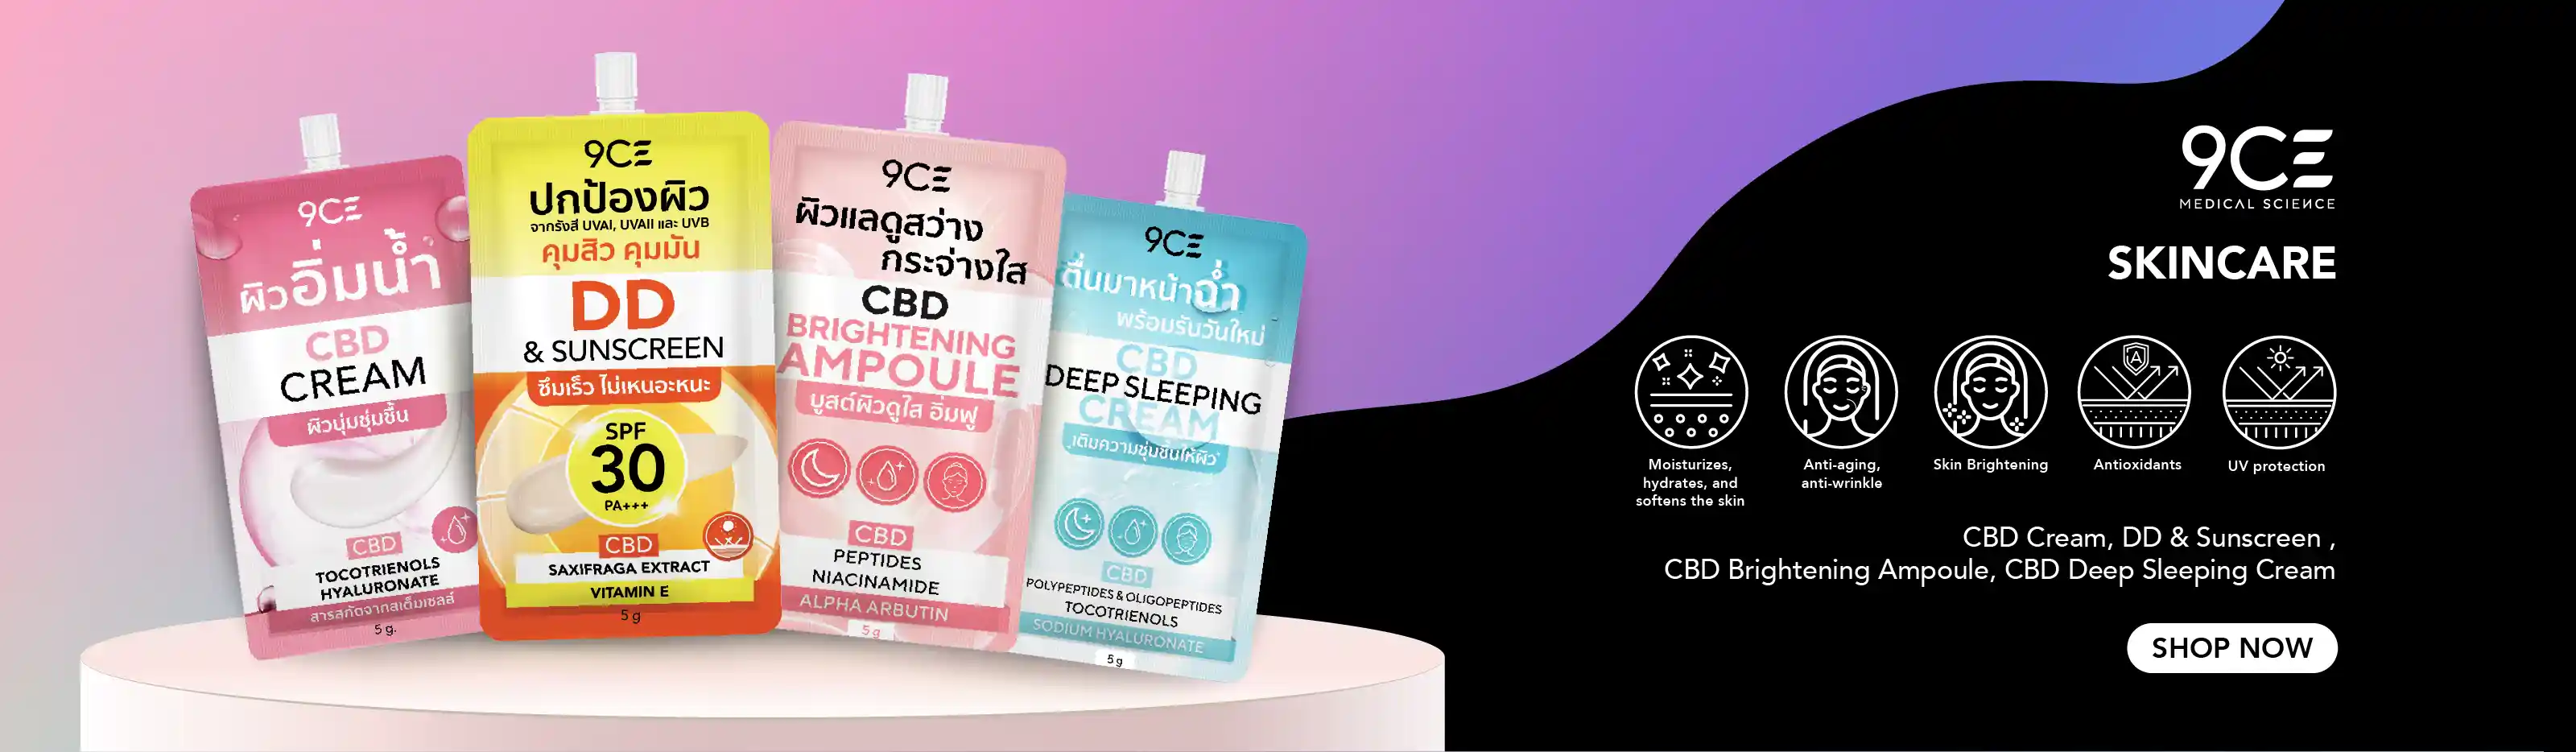 9CE
ผิวอิ่มน้ำ
CBD
CREAM
ผิวนุ่มชุ่มชื้น
CBD
TOCOTRIENOLS
HYALURONATE
สารสกัดจากสเต็มเซลล์
5 g.
9CE
ปกป้องผิว
จากรังสี UVAI, UVAII และ UVB
คุมสิว คุมมัน
DD
& SUNSCREEN
ซึมเร็ว ไม่เหนอะหนะ
SPF
30
PA+++
CBD
SAXIFRAGA EXTRACT
VITAMIN E
5 g
9CE
ผิวแลดูสว่าง
กระจ่างใส
CBD
BRIGHTENING
AMPOULE
บูสต์ผิวดูใส อิ่มฟู
CBD
PEPTIDES
NIACINAMIDE
ALPHA ARBUTIN
5 g
9CE
ตื่นมาหน้าฉ่ำ
พร้อมรับวันใหม่
CBD
DEEP SLEEPING
CREAM
เติมความชุ่มชื้นให้ผิว
CBD
POLYPEPTIDES & OLIGOPEPTIDES
TOCOTRIENOLS
SODIUM HYALURONATE
5 g
9CE
MEDICAL SCIENCE
SKINCARE
Moisturizes,
hydrates, and
softens the skin
Anti-aging,
anti-wrinkle
Skin Brightening
A
Antioxidants
UV protection
CBD Cream, DD & Sunscreen ,
CBD Brightening Ampoule, CBD Deep Sleeping Cream
SHOP NOW